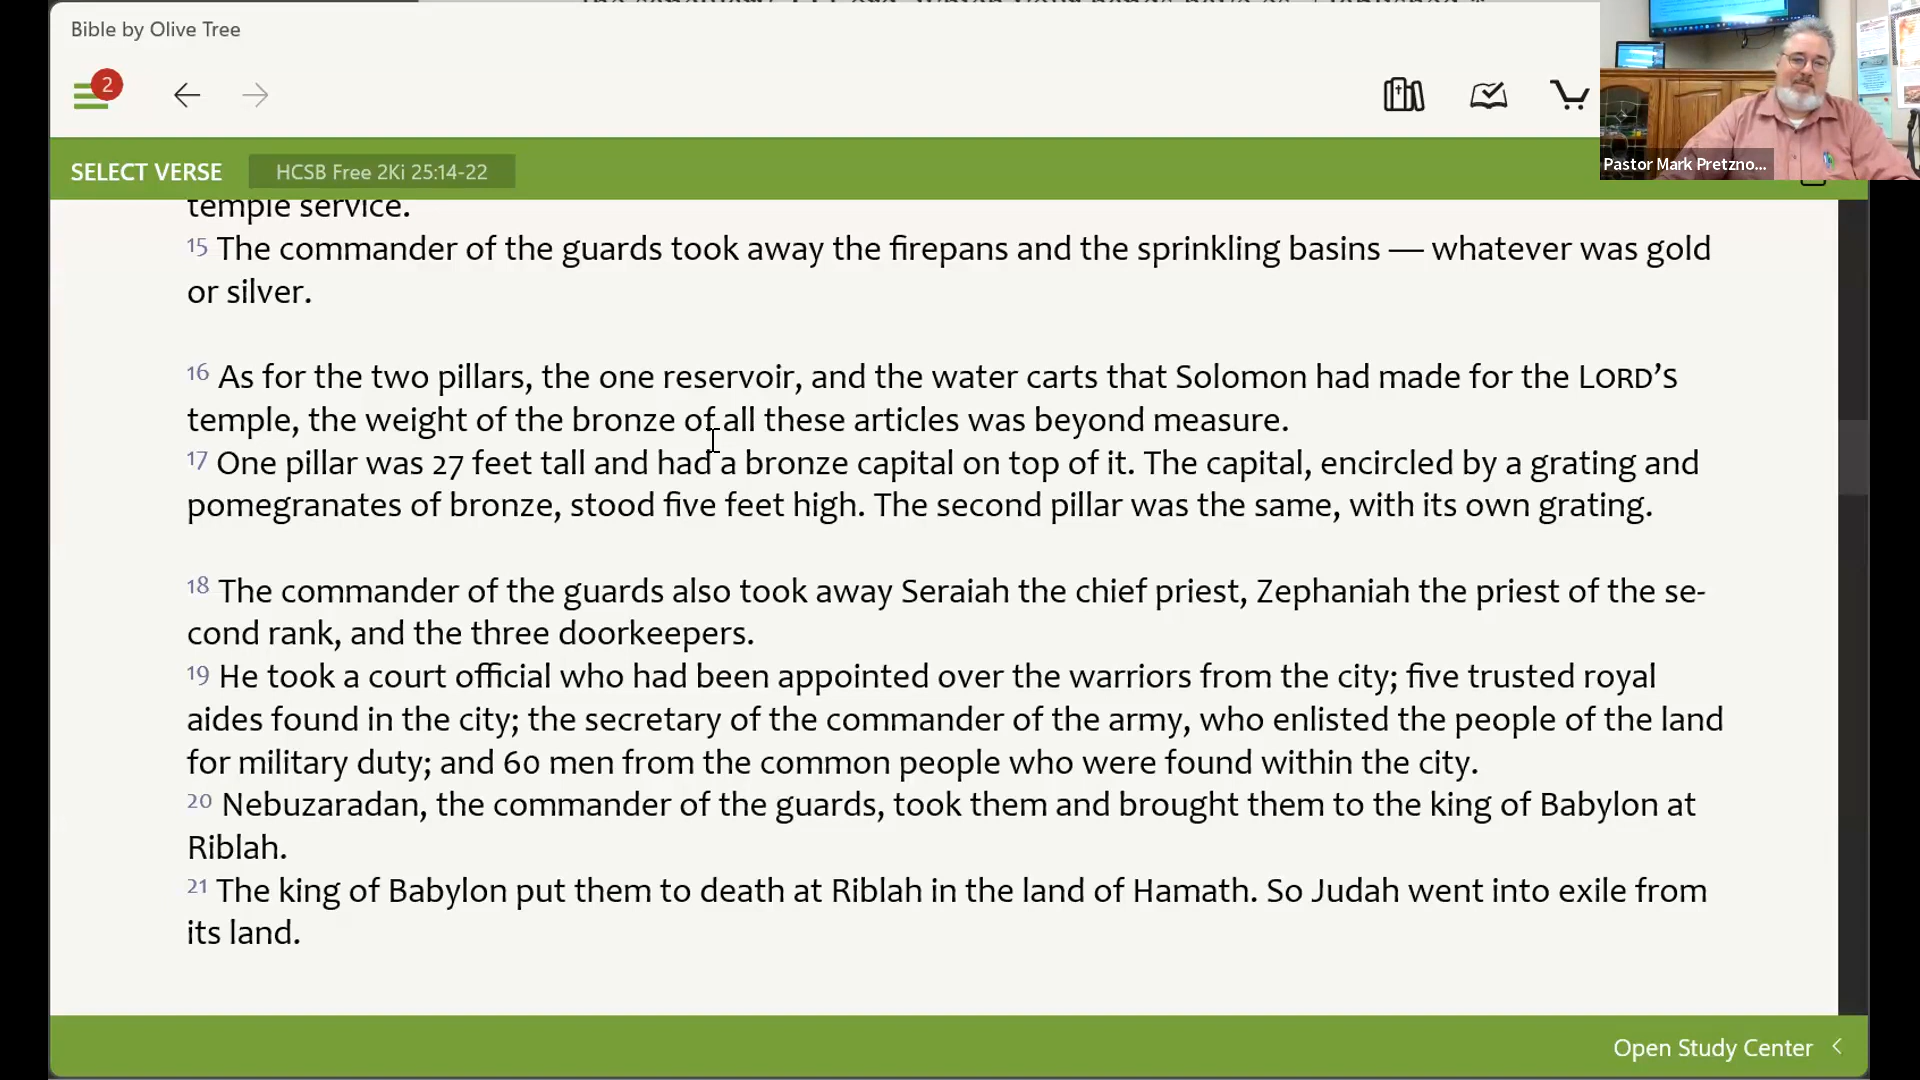 Bible by Olive Tree
2
SELECT VERSE
HCSB Free 2Ki 25:14-22
Pastor Mark Pretzno...
temple service.
15 The commander of the guards took away the firepans and the sprinkling basins — whatever was gold
or silver.
16 As for the two pillars, the one reservoir, and the water carts that Solomon had made for the LORD’S
temple, the weight of the bronze of all these articles was beyond measure.
17 One pillar was 27 feet tall and had a bronze capital on top of it. The capital, encircled by a grating and
pomegranates of bronze, stood five feet high. The second pillar was the same, with its own grating.
18 The commander of the guards also took away Seraiah the chief priest, Zephaniah the priest of the se-
cond rank, and the three doorkeepers.
19 He took a court official who had been appointed over the warriors from the city; five trusted royal
aides found in the city; the secretary of the commander of the army, who enlisted the people of the land
for military duty; and 60 men from the common people who were found within the city.
20 Nebuzaradan, the commander of the guards, took them and brought them to the king of Babylon at
Riblah.
21 The king of Babylon put them to death at Riblah in the land of Hamath. So Judah went into exile from
its land.
Open Study Center